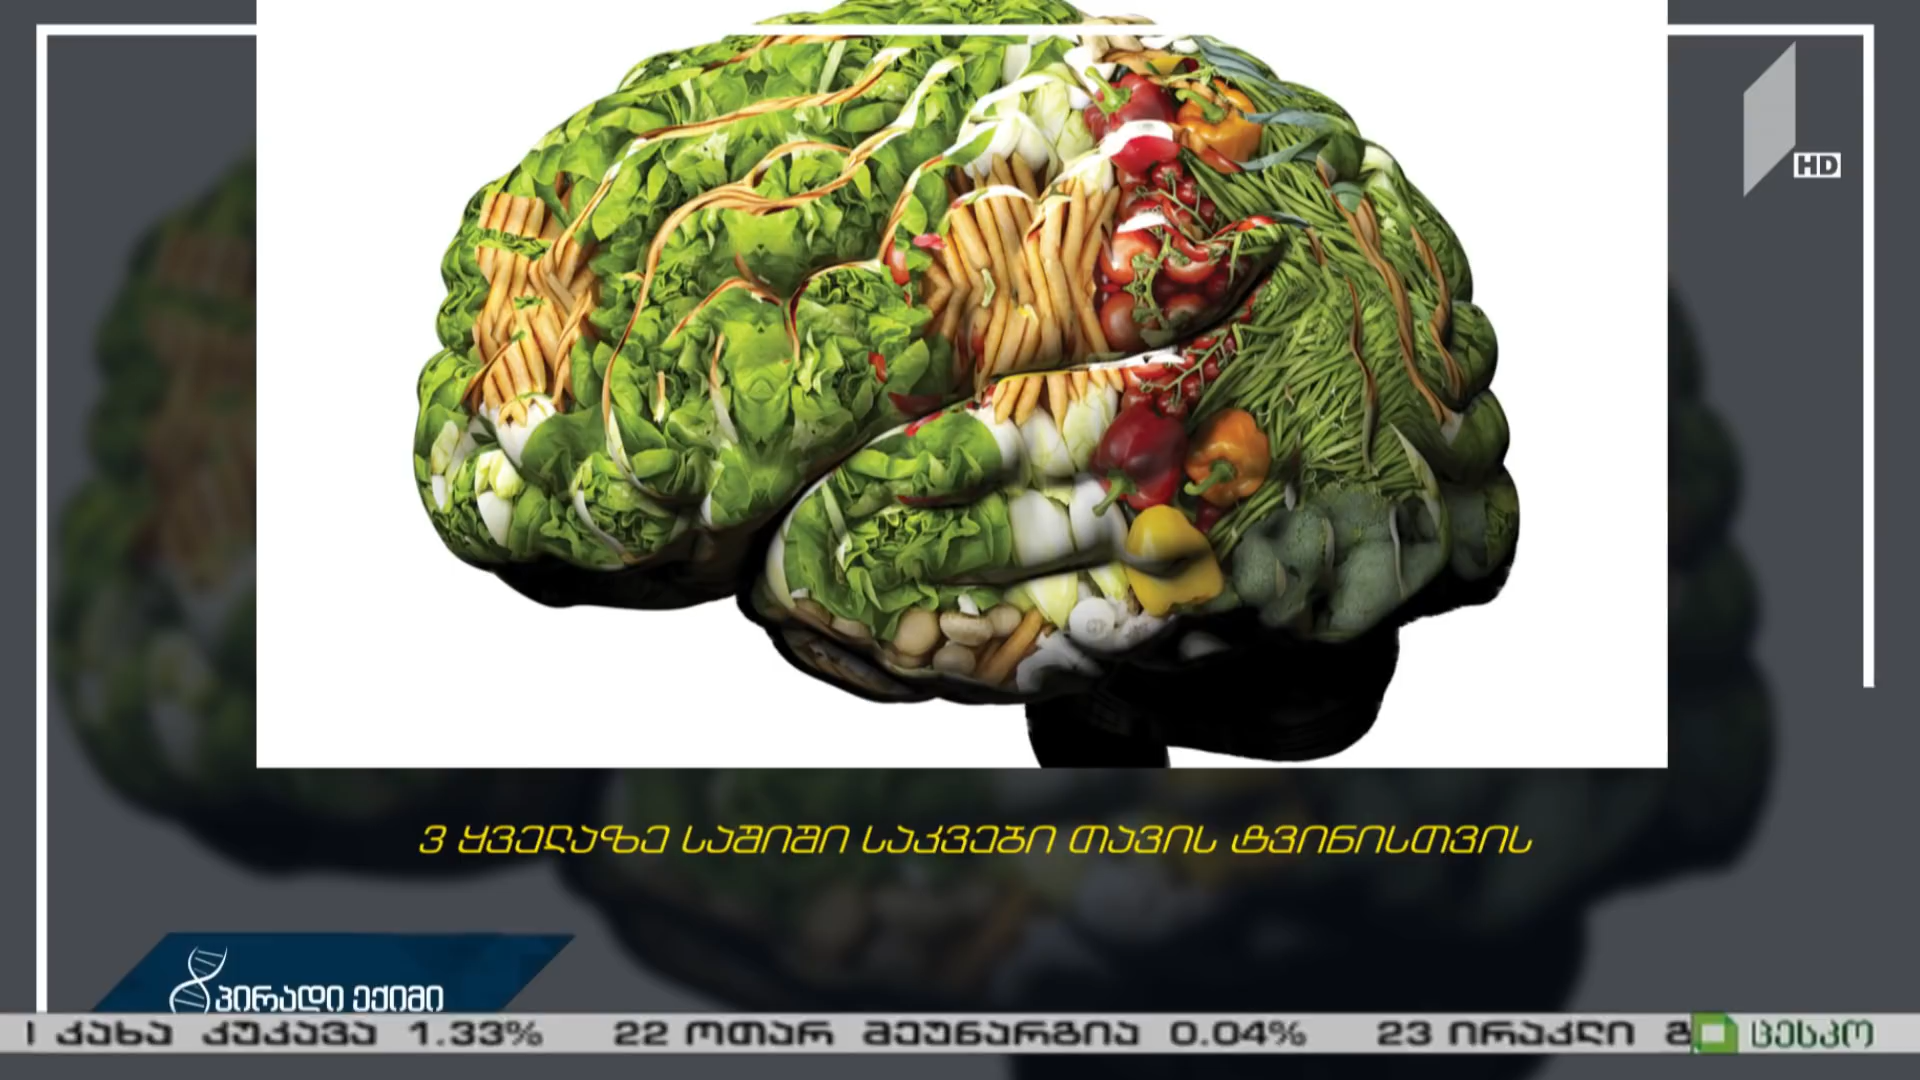 HD
3 ყველაზე საშიში საკვები თავის ტვინისთვის
პირადი ექიმი
კახა კუკავა 1.33% 22 ოთარ მეუნარგია 0.04% 23 ირაკლი
ცესკო